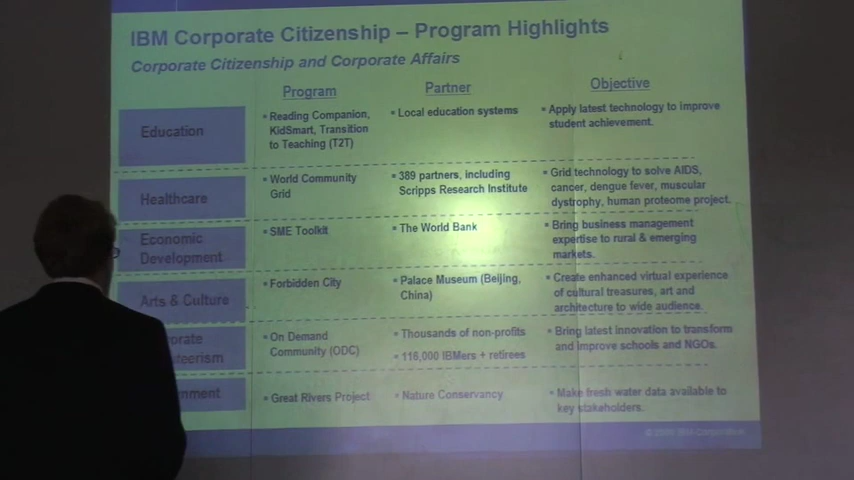 IBM Corporate Citizenship – Program Highlights
Corporate Citizenship and Corporate Affairs
Program
Partner
Objective
Education
▪ Reading Companion,
KidSmart, Transition
to Teaching (T2T)
▪ Local education systems
▪ Apply latest technology to improve
student achievement.
Healthcare
▪ World Community
Grid
▪ 389 partners, including
Scripps Research Institute
▪ Grid technology to solve AIDS,
cancer, dengue fever, muscular
dystrophy, human proteome project.
Economic
Development
▪ SME Toolkit
▪ The World Bank
▪ Bring business management
expertise to rural & emerging
markets.
Arts & Culture
▪ Forbidden City
▪ Palace Museum (Beijing,
China)
▪ Create enhanced virtual experience
of cultural treasures, art and
architecture to wide audience.
orate
teerism
▪ On Demand
Community (ODC)
▪ Thousands of non-profits
▪ 116,000 IBMers + retirees
▪ Bring latest innovation to transform
and improve schools and NGOs.
nment
▪ Great Rivers Project
▪ Nature Conservancy
▪ Make fresh water data available to
key stakeholders.
IBM Corporation